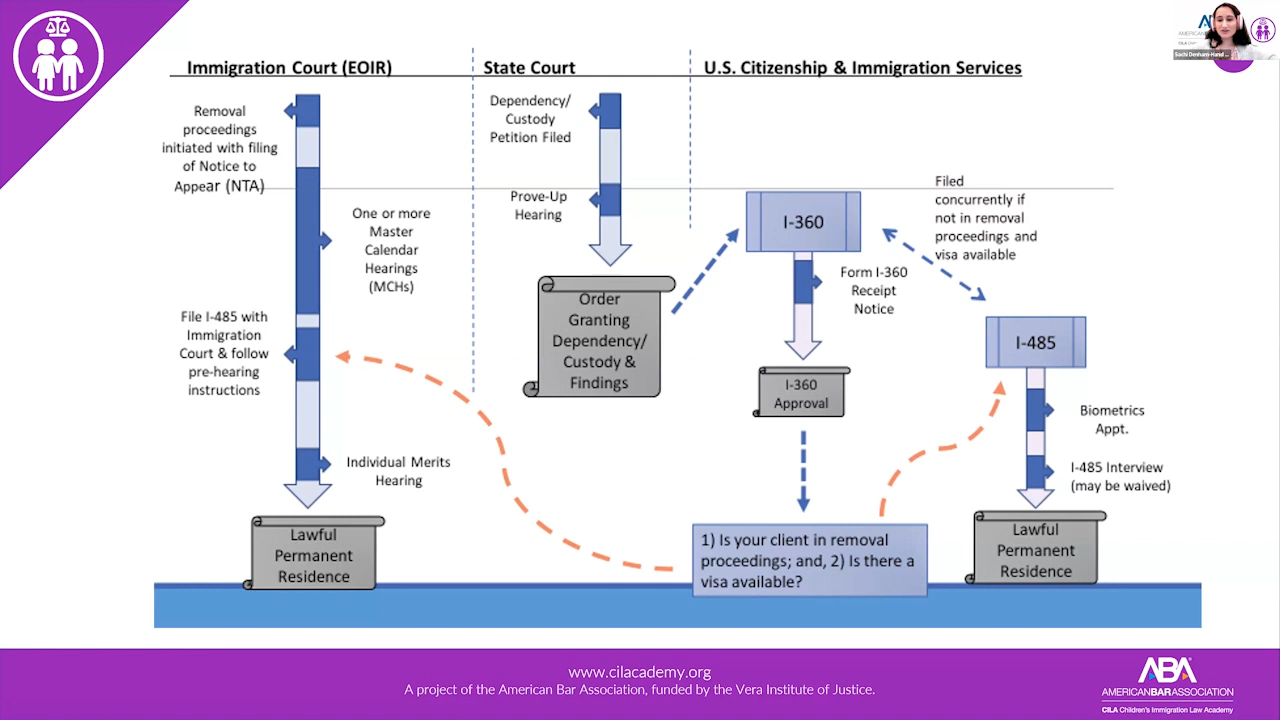 Immigration Court (EOIR)
State Court
U.S. Citizenship & Immigration Services
Removal
proceedings
initiated with filing
of Notice to
Appear (NTA)
One or more
Master
Calendar
Hearings
(MCHs)
File I-485 with
Immigration
Court & follow
pre-hearing
instructions
Individual Merits
Hearing
Lawful
Permanent
Residence
Dependency/
Custody
Petition Filed
Prove-Up
Hearing
Order
Granting
Dependency/
Custody &
Findings
I-360
Form I-360
Receipt
Notice
I-360
Approval
1) Is your client in removal
proceedings; and, 2) Is there a
visa available?
Filed
concurrently if
not in removal
proceedings and
visa available
I-485
Biometrics
Appt.
I-485 Interview
(may be waived)
Lawful
Permanent
Residence
www.cilacademy.org
A project of the American Bar Association, funded by the Vera Institute of Justice.
ABA
AMERICANBARASSOCIATION
CILA Children's Immigration Law Academy